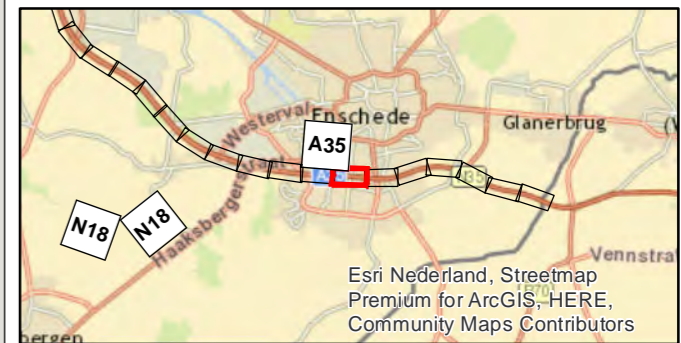 Enschede
Westerval
Glanerbrug
A35
N18
N18
Haaksbergerstraat
Vennstra
Esri Nederland, Streetmap
Premium for ArcGIS, HERE,
Community Maps Contributors
bergen